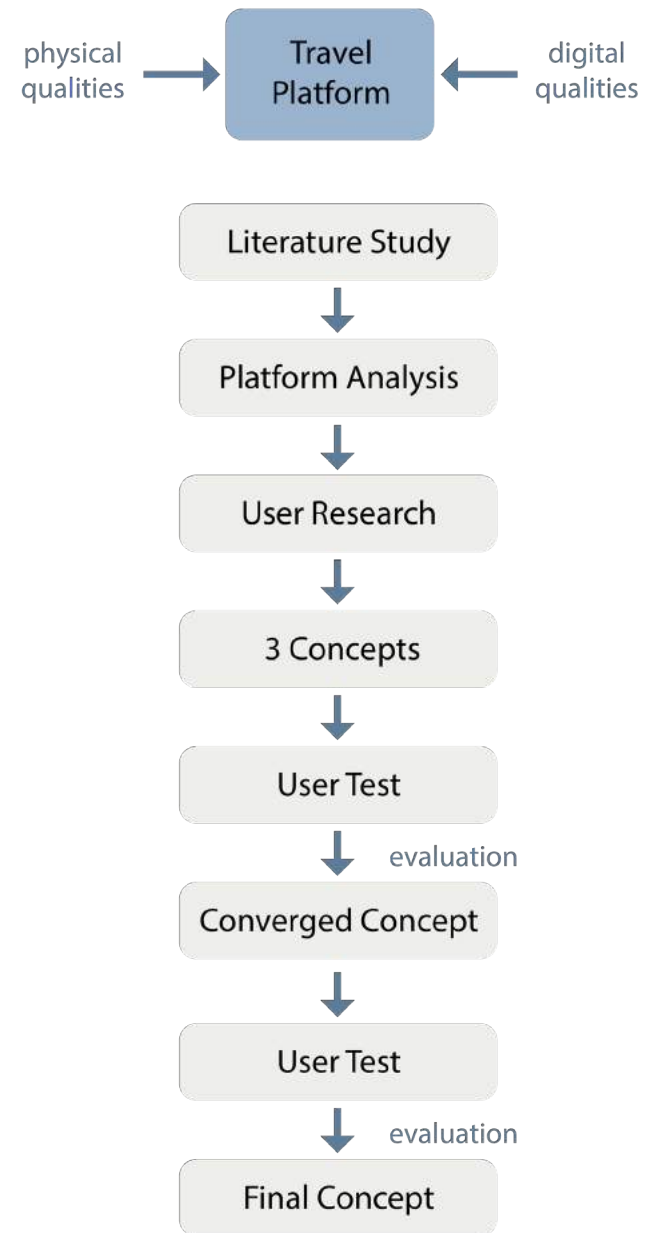 physical
qualities
Travel
Platform
digital
qualities
Literature Study
Platform Analysis
User Research
3 Concepts
User Test
evaluation
Converged Concept
User Test
evaluation
Final Concept